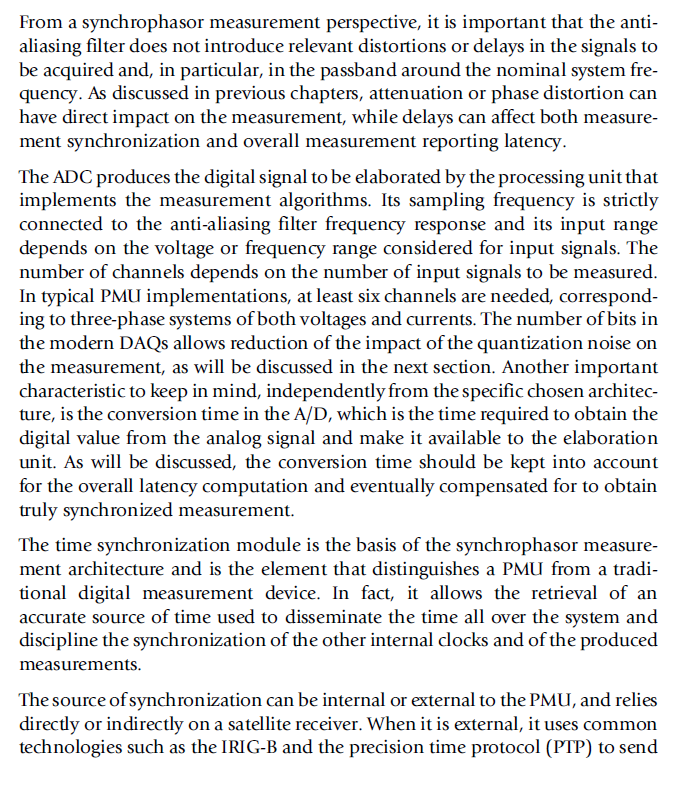 From a synchrophasor measurement perspective, it is important that the anti-
aliasing filter does not introduce relevant distortions or delays in the signals to
be acquired and, in particular, in the passband around the nominal system fre-
quency. As discussed in previous chapters, attenuation or phase distortion can
have direct impact on the measurement, while delays can affect both measure-
ment synchronization and overall measurement reporting latency.
The ADC produces the digital signal to be elaborated by the processing unit that
implements the measurement algorithms. Its sampling frequency is strictly
connected to the anti-aliasing filter frequency response and its input range
depends on the voltage or frequency range considered for input signals. The
number of channels depends on the number of input signals to be measured.
In typical PMU implementations, at least six channels are needed, correspond-
ing to three-phase systems of both voltages and currents. The number of bits in
the modern DAQs allows reduction of the impact of the quantization noise on
the measurement, as will be discussed in the next section. Another important
characteristic to keep in mind, independently from the specific chosen architec-
ture, is the conversion time in the A/D, which is the time required to obtain the
digital value from the analog signal and make it available to the elaboration
unit. As will be discussed, the conversion time should be kept into account
for the overall latency computation and eventually compensated for to obtain
truly synchronized measurement.
The time synchronization module is the basis of the synchrophasor measure-
ment architecture and is the element that distinguishes a PMU from a tradi-
tional digital measurement device. In fact, it allows the retrieval of an
accurate source of time used to disseminate the time all over the system and
discipline the synchronization of the other internal clocks and of the produced
measurements.
The source of synchronization can be internal or external to the PMU, and relies
directly or indirectly on a satellite receiver. When it is external, it uses common
technologies such as the IRIG-B and the precision time protocol (PTP) to send